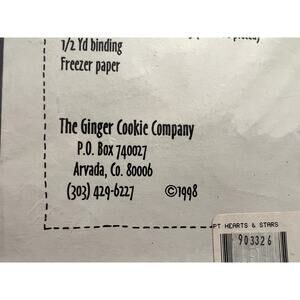 1/2 Yd binding
Freezer paper
The Ginger Cookie Company
P.O. Box 740027
Arvada, Co. 80006
(303) 429-6227 ©1998
PT HEARTS & STARS
903326